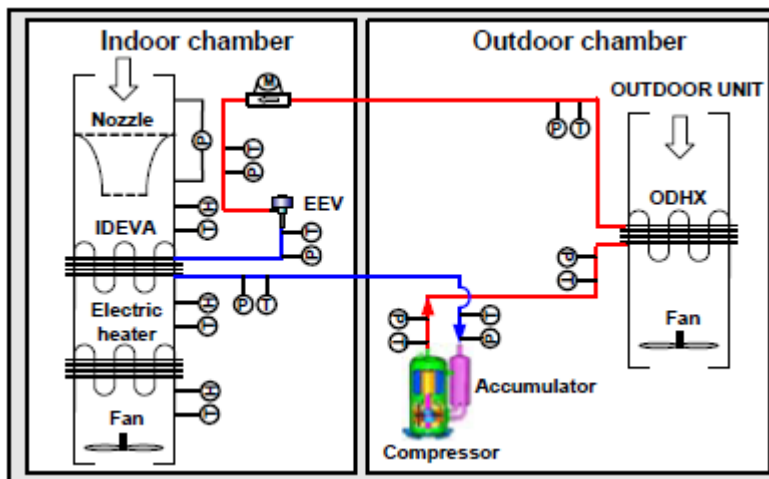 Indoor chamber
Outdoor chamber
M
OUTDOOR UNIT
Nozzle
P
P T
T
P
H
T
EEV
IDEVA
ODHX
T
P
P
T
P T
Electric
heater
H
T
T
P
P
T
Fan
Accumulator
H
T
Fan
Compressor